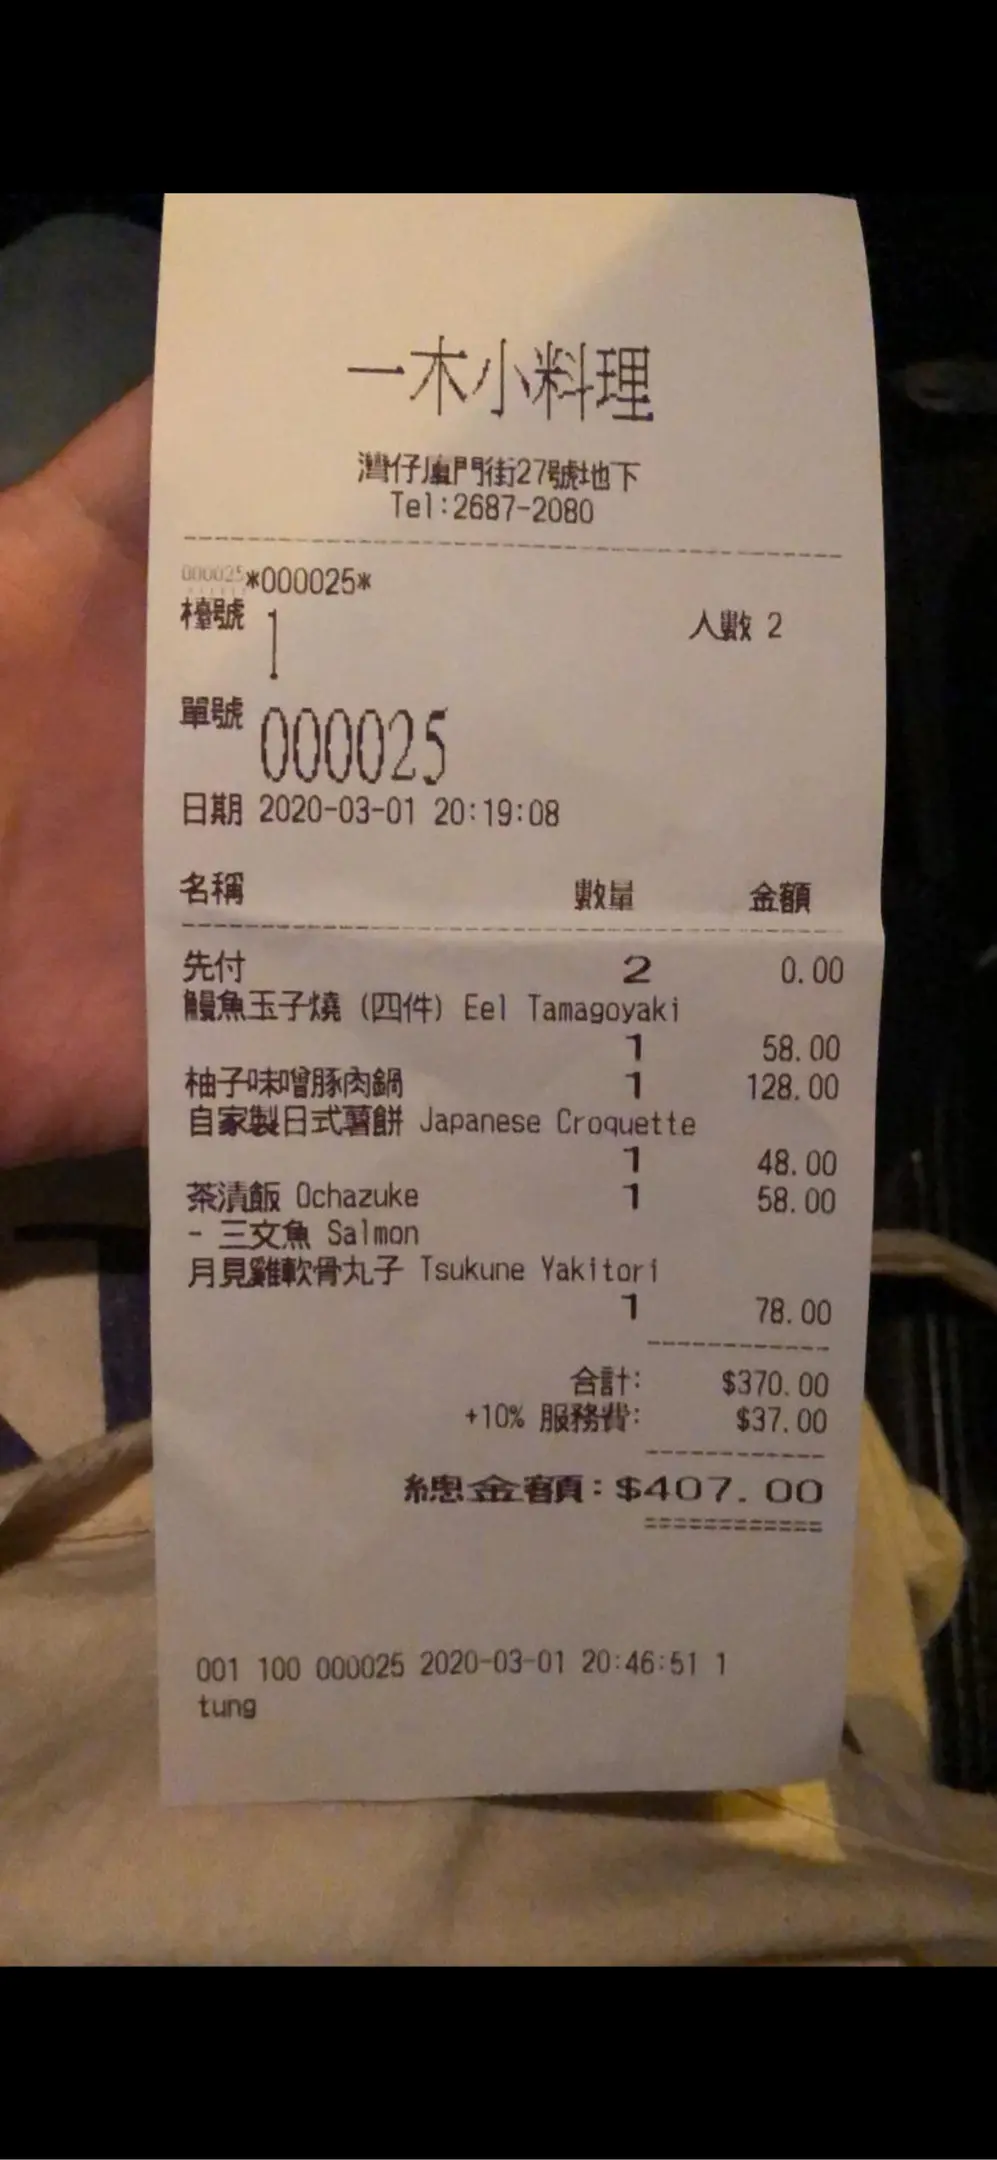 一木小料理
灣仔廈門街27號地下
Tel:2687-2080
000025*000025*
檯號 1 人數 2
單號 000025
日期 2020-03-01 20:19:08
名稱 數量 金額
先付 2 0.00
鰻魚玉子燒 (四件) Eel Tamagoyaki
1 58.00
柚子味噌豚肉鍋 1 128.00
自家製日式薯餅 Japanese Croquette
1 48.00
茶漬飯 Ochazuke 1 58.00
- 三文魚 Salmon
月見雞軟骨丸子 Tsukune Yakitori
1 78.00
合計: $370.00
+10% 服務費: $37.00
總金額: $407.00
001 100 000025 2020-03-01 20:46:51 1
tung